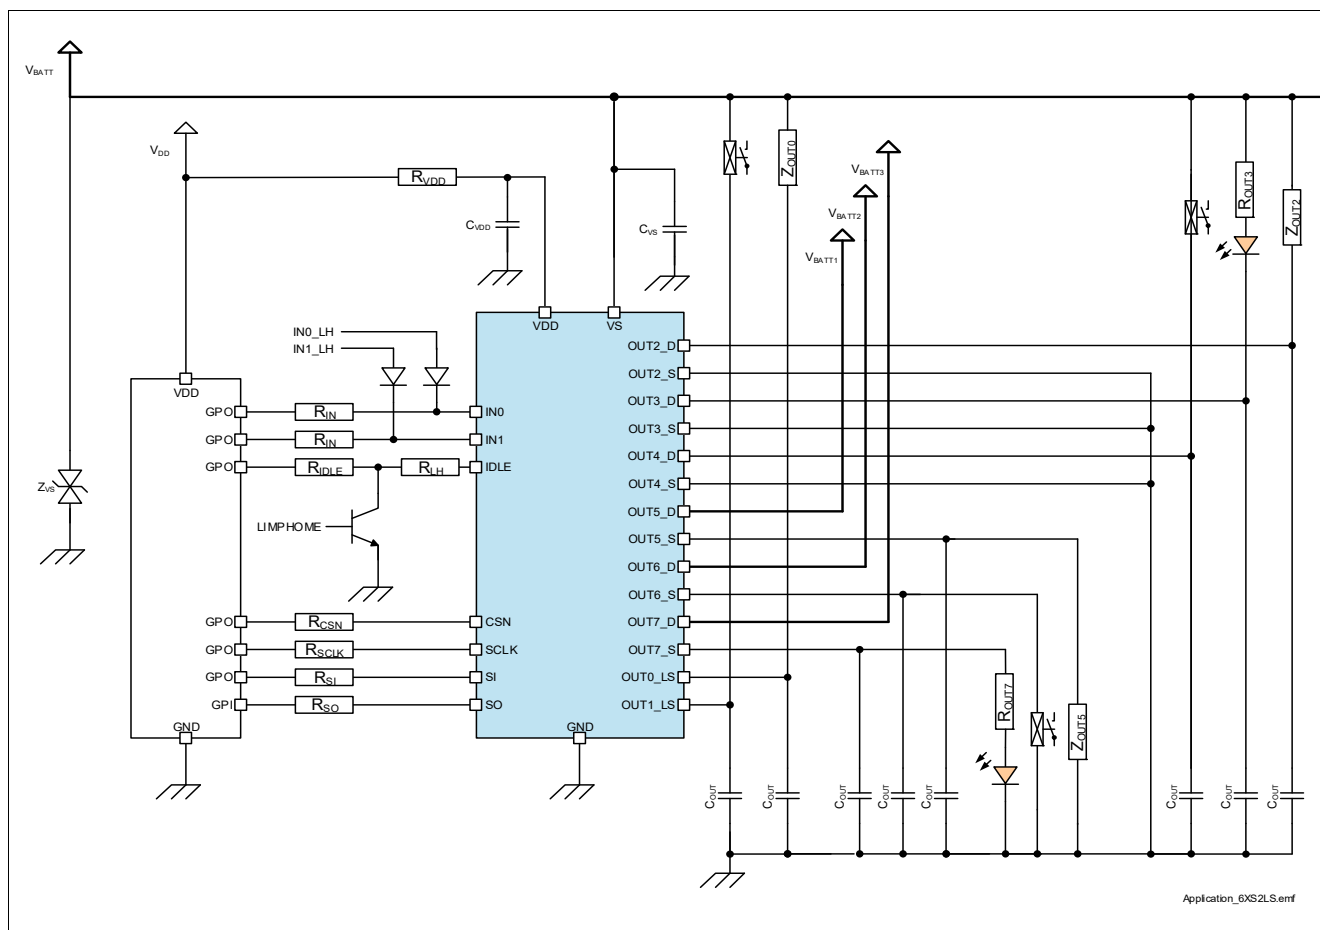 VBATT
VDD
RVDD
CVDD
CVS
ZOUT0
VBATT3
VBATT2
VBATT1
ROUT3
ZOUT2
IN0_LH
IN1_LH
VDD
VS
VDD
GPO
RIN
IN0
GPO
RIN
IN1
GPO
RIDLE
RLH
IDLE
ZVS
LIMPHOME
GPO
RCSN
CSN
GPO
RSCLK
SCLK
GPO
RSI
SI
GPI
RSO
SO
GND
GND
OUT2_D
OUT2_S
OUT3_D
OUT3_S
OUT4_D
OUT4_S
OUT5_D
OUT5_S
OUT6_D
OUT6_S
OUT7_D
OUT7_S
OUT0_LS
OUT1_LS
ROUT7
ZOUT5
COUT
COUT
COUT
COUT
COUT
COUT
COUT
COUT
Application_6XS2LS.emf